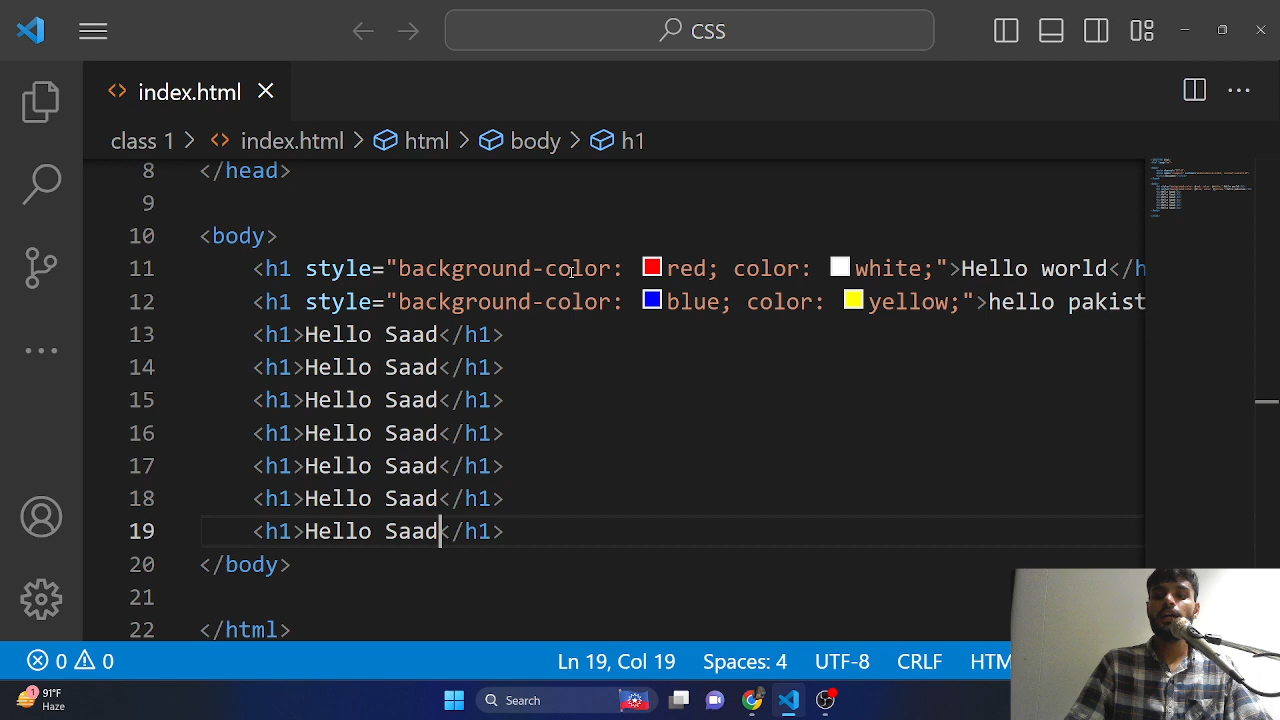 CSS
index.html
class 1 > index.html > html > body > h1
8 </head>
9
10 <body>
11 <h1 style="background-color: red; color: white;">Hello world</h
12 <h1 style="background-color: blue; color: yellow;">hello pakist
13 <h1>Hello Saad</h1>
14 <h1>Hello Saad</h1>
15 <h1>Hello Saad</h1>
16 <h1>Hello Saad</h1>
17 <h1>Hello Saad</h1>
18 <h1>Hello Saad</h1>
19 <h1>Hello Saad</h1>
20 </body>
21
22 </html>
0 0 Ln 19, Col 19 Spaces: 4 UTF-8 CRLF HTM
1 91°F
Haze
Search